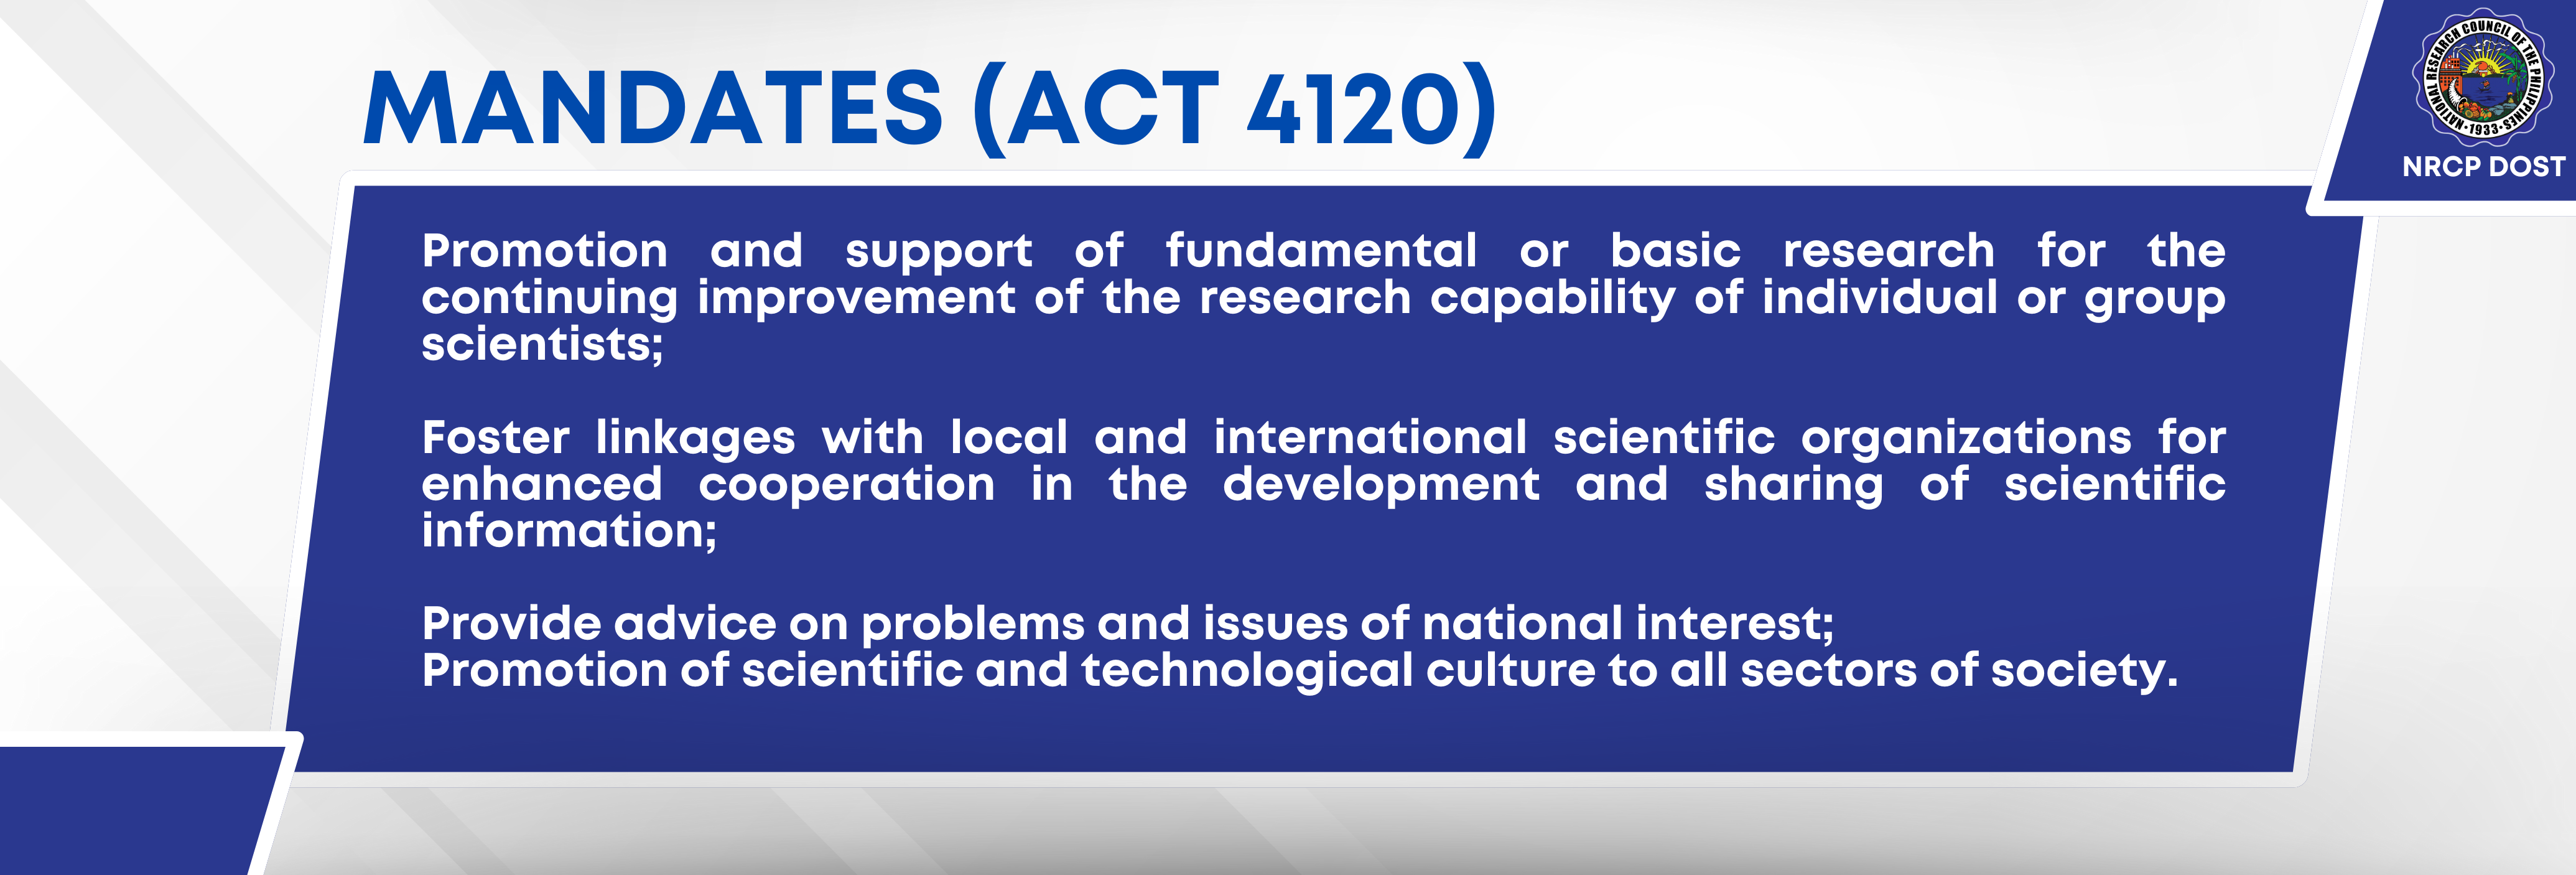 MANDATES (ACT 4120)
NATIONAL RESEARCH COUNCIL OF THE PHILIPPINES
• 1933 •
NRCP DOST
Promotion and support of fundamental or basic research for the
continuing improvement of the research capability of individual or group
scientists;
Foster linkages with local and international scientific organizations for
enhanced cooperation in the development and sharing of scientific
information;
Provide advice on problems and issues of national interest;
Promotion of scientific and technological culture to all sectors of society.